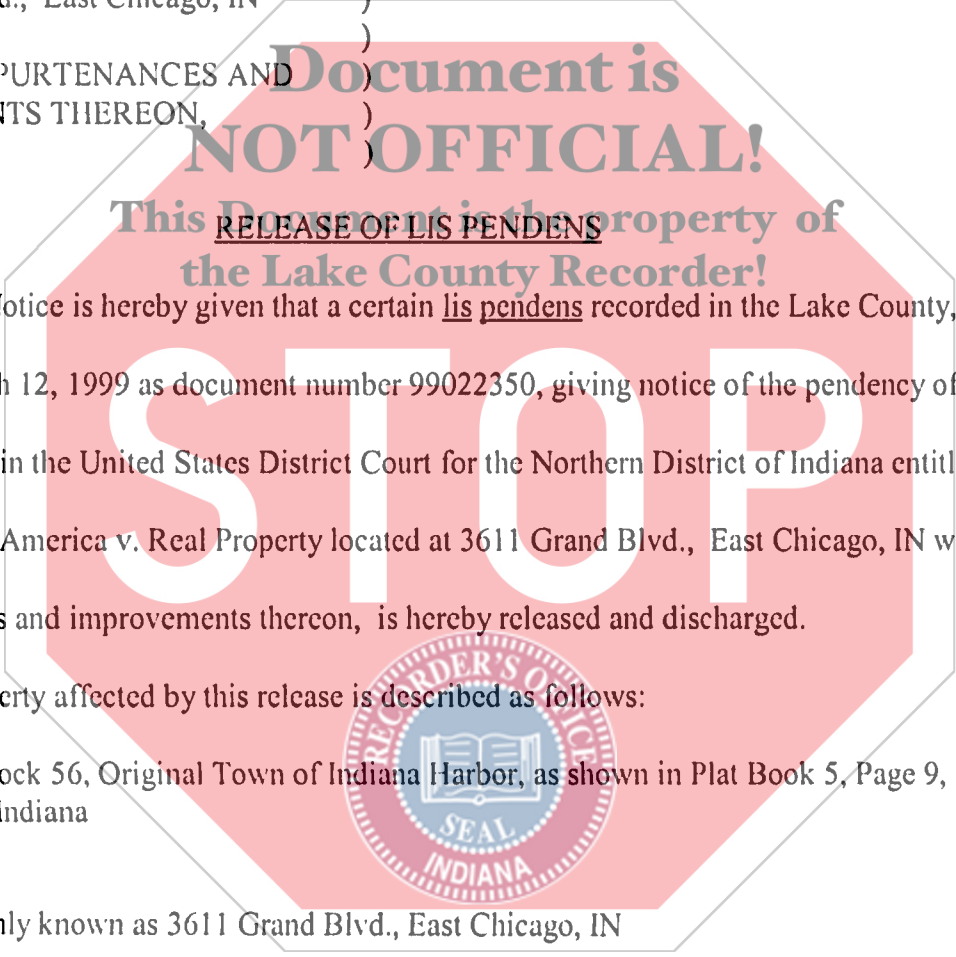 East Chicago, IN )
)
PURTENANCES AND )
NTS THEREON, )
)
Document is
NOT OFFICIAL!
This Document is the property of
the Lake County Recorder!
RELEASE OF LIS PENDENS
otice is hereby given that a certain lis pendens recorded in the Lake County,
h 12, 1999 as document number 99022350, giving notice of the pendency of
in the United States District Court for the Northern District of Indiana entitl
America v. Real Property located at 3611 Grand Blvd., East Chicago, IN w
s and improvements thereon, is hereby released and discharged.
erty affected by this release is described as follows:
ock 56, Original Town of Indiana Harbor, as shown in Plat Book 5, Page 9,
Indiana
nly known as 3611 Grand Blvd., East Chicago, IN
STOP
RECORDER'S OFFICE
SEAL
INDIANA